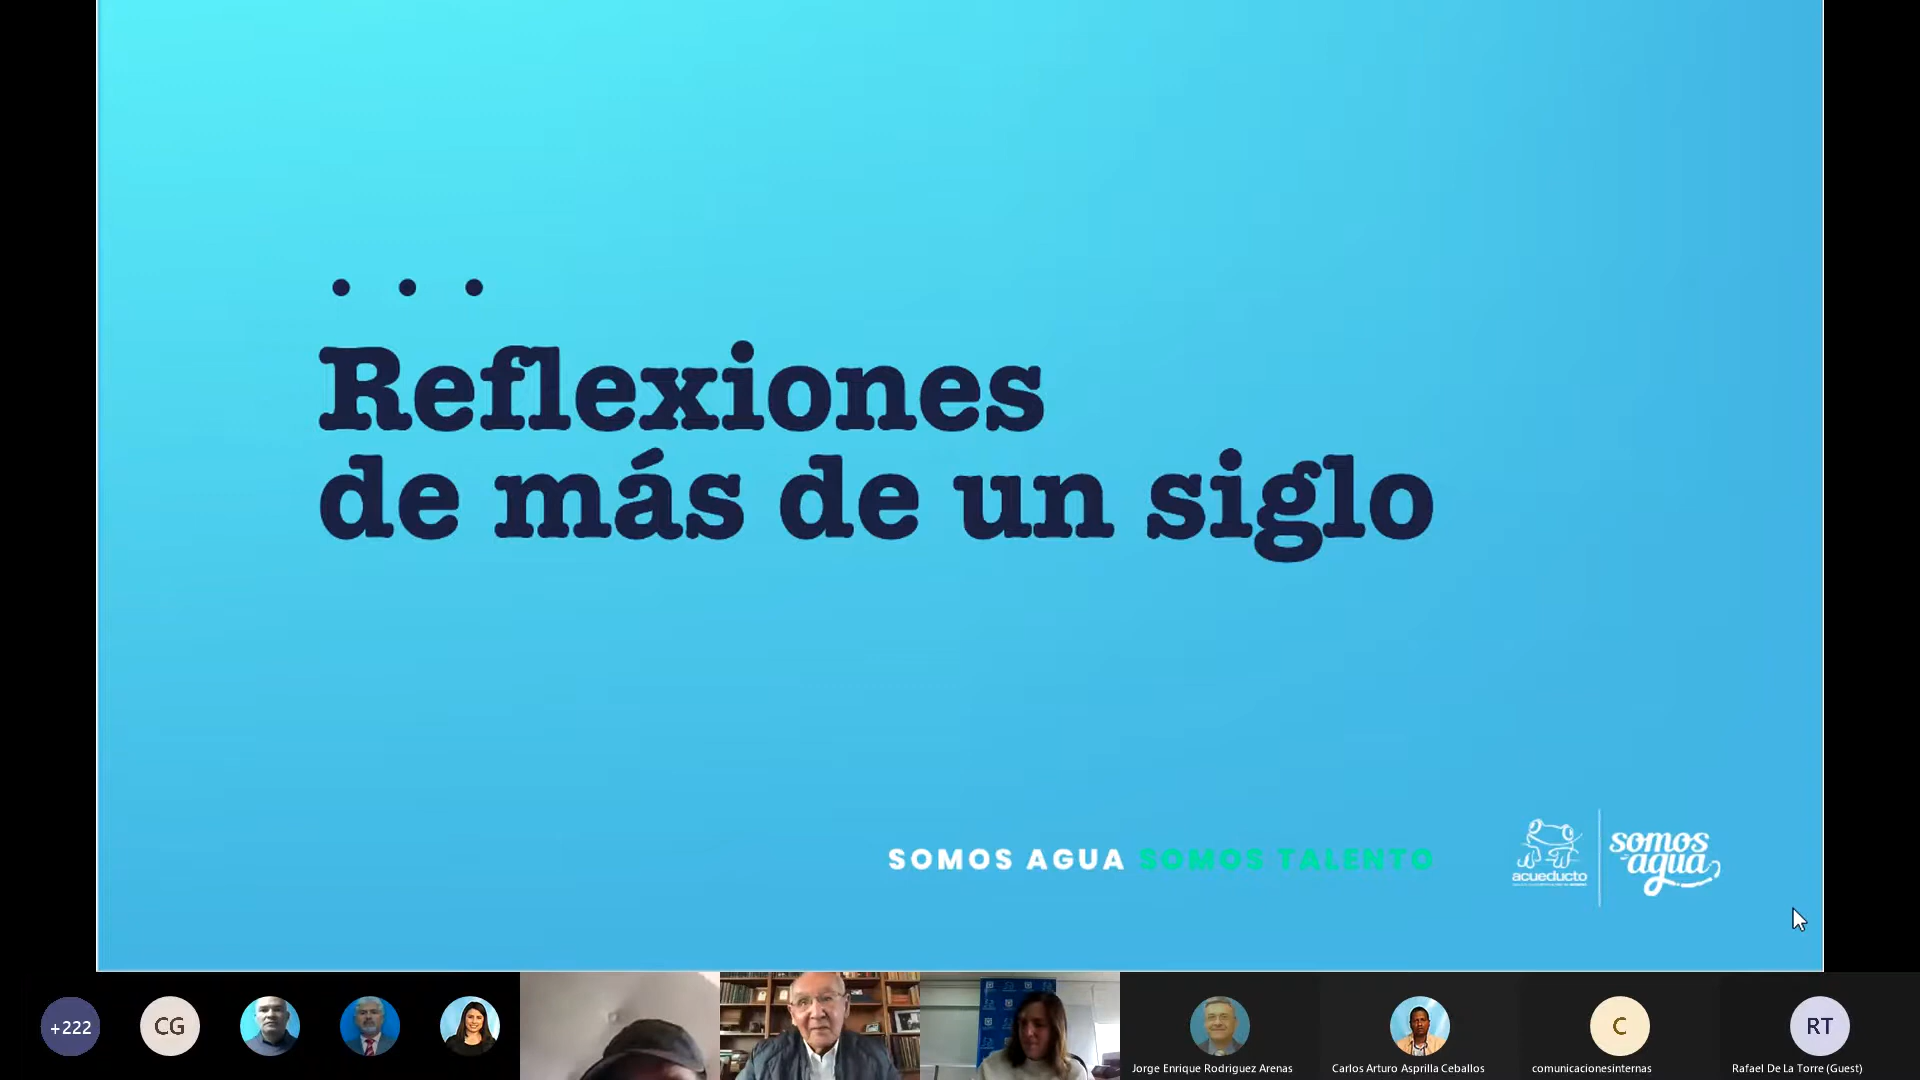 Reflexiones
de más de un siglo
SOMOS AGUA SOMOS TALENTO
acueducto
somos
agua
+222
CG
C
RT
Jorge Enrique Rodriguez Arenas
Carlos Arturo Asprilla Ceballos
comunicacionesinternas
Rafael De La Torre (Guest)